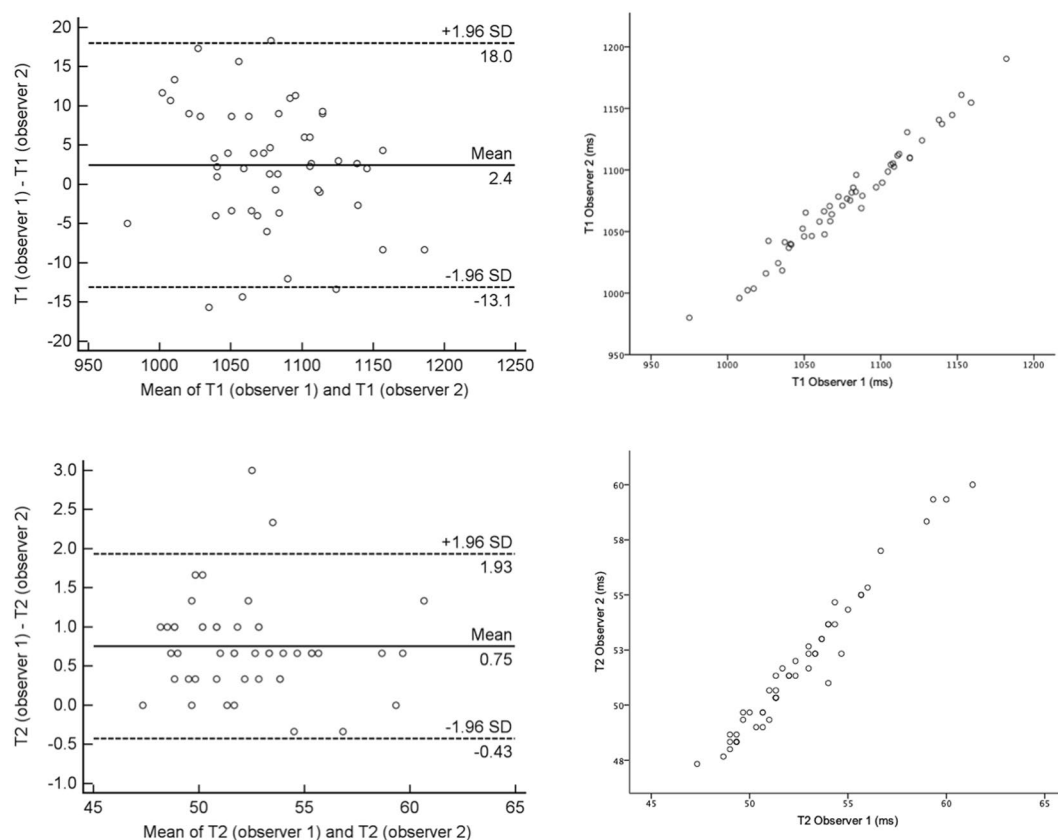 20
15
10
5
0
-5
-10
-15
-20
T1 (observer 1) - T1 (observer 2)
+1.96 SD
18.0
Mean
2.4
-1.96 SD
-13.1
950 1000 1050 1100 1150 1200 1250
Mean of T1 (observer 1) and T1 (observer 2)
1200
1150
1100
1050
1000
950
T1 Observer 2 (ms)
950 1000 1050 1100 1150 1200
T1 Observer 1 (ms)
3.0
2.5
2.0
1.5
1.0
0.5
0.0
-0.5
-1.0
T2 (observer 1) - T2 (observer 2)
+1.96 SD
1.93
Mean
0.75
-1.96 SD
-0.43
45 50 55 60 65
Mean of T2 (observer 1) and T2 (observer 2)
60
58
55
53
50
48
T2 Observer 2 (ms)
45 50 55 60 65
T2 Observer 1 (ms)